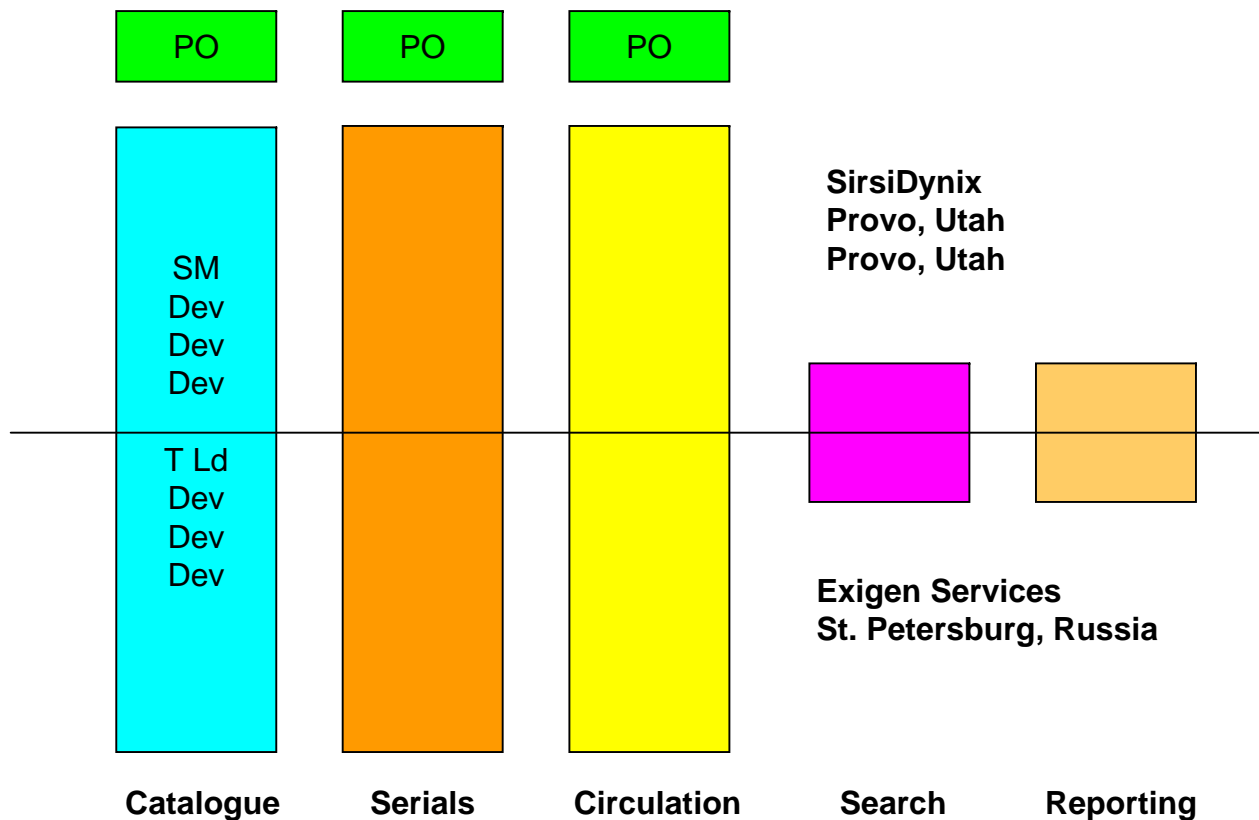 PO
PO
PO
SM
Dev
Dev
Dev
T Ld
Dev
Dev
Dev
SirsiDynix
Provo, Utah
Provo, Utah
Exigen Services
St. Petersburg, Russia
Catalogue
Serials
Circulation
Search
Reporting